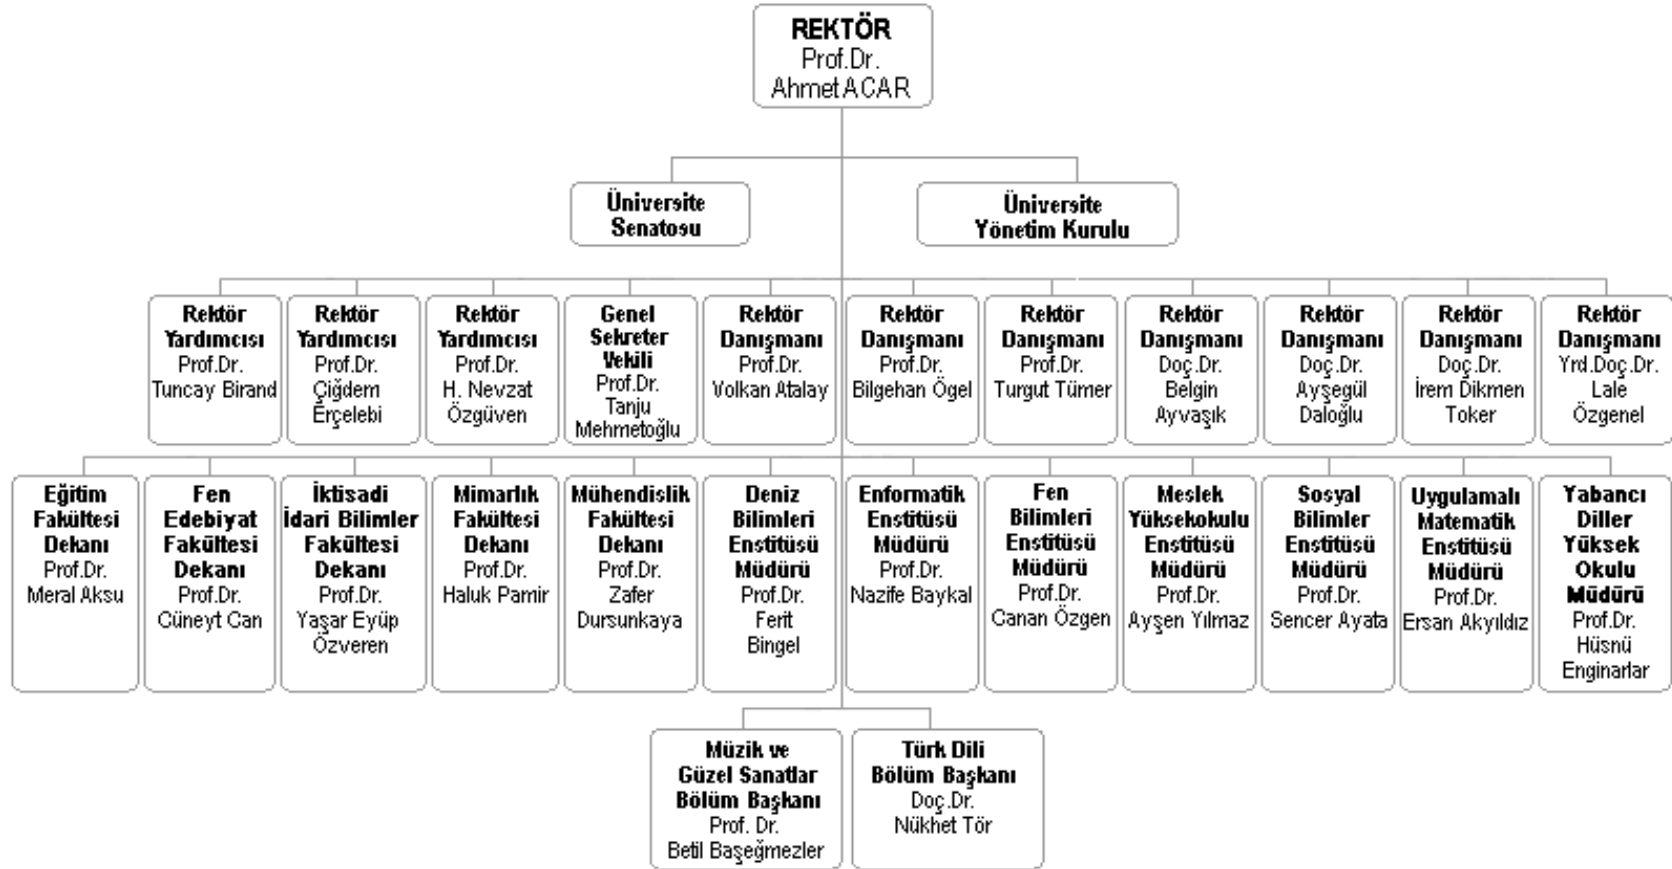 REKTÖR
Prof.Dr.
Ahmet ACAR
Üniversite
Senatosu
Üniversite
Yönetim Kurulu
Rektör
Yardımcısı
Prof.Dr.
Tuncay Birand
Rektör
Yardımcısı
Prof.Dr.
Çiğdem
Erçelebi
Rektör
Yardımcısı
Prof.Dr.
H. Nevzat
Özgüven
Genel
Sekreter
Vekili
Prof.Dr.
Tanju
Mehmetoğlu
Rektör
Danışmanı
Prof.Dr.
Volkan Atalay
Rektör
Danışmanı
Prof.Dr.
Bilgehan Ögel
Rektör
Danışmanı
Prof.Dr.
Turgut Tümer
Rektör
Danışmanı
Doç.Dr.
Belgin
Ayvaşık
Rektör
Danışmanı
Doç.Dr.
Ayşegül
Daloğlu
Rektör
Danışmanı
Doç.Dr.
İrem Dikmen
Toker
Rektör
Danışmanı
Yrd.Doç.Dr.
Lale
Özgenel
Eğitim
Fakültesi
Dekanı
Prof.Dr.
Meral Aksu
Fen
Edebiyat
Fakültesi
Dekanı
Prof.Dr.
Cüneyt Can
İktisadi
İdari Bilimler
Fakültesi
Dekanı
Prof.Dr.
Yaşar Eyüp
Özveren
Mimarlık
Fakültesi
Dekanı
Prof.Dr.
Haluk Pamir
Mühendislik
Fakültesi
Dekanı
Prof.Dr.
Zafer
Dursunkaya
Deniz
Bilimleri
Enstitüsü
Müdürü
Prof.Dr.
Ferit
Bingel
Enformatik
Enstitüsü
Müdürü
Prof.Dr.
Nazife Baykal
Fen
Bilimleri
Enstitüsü
Müdürü
Prof.Dr.
Canan Özgen
Meslek
Yüksekokulu
Enstitüsü
Müdürü
Prof.Dr.
Ayşen Yılmaz
Sosyal
Bilimler
Enstitüsü
Müdürü
Prof.Dr.
Sencer Ayata
Uygulamalı
Matematik
Enstitüsü
Müdürü
Prof.Dr.
Ersan Akyıldız
Yabancı
Diller
Yüksek
Okulu
Müdürü
Prof.Dr.
Hüsnü
Enginarlar
Müzik ve
Güzel Sanatlar
Bölüm Başkanı
Prof. Dr.
Betil Başeğmezler
Türk Dili
Bölüm Başkanı
Doç.Dr.
Nükhet Tör